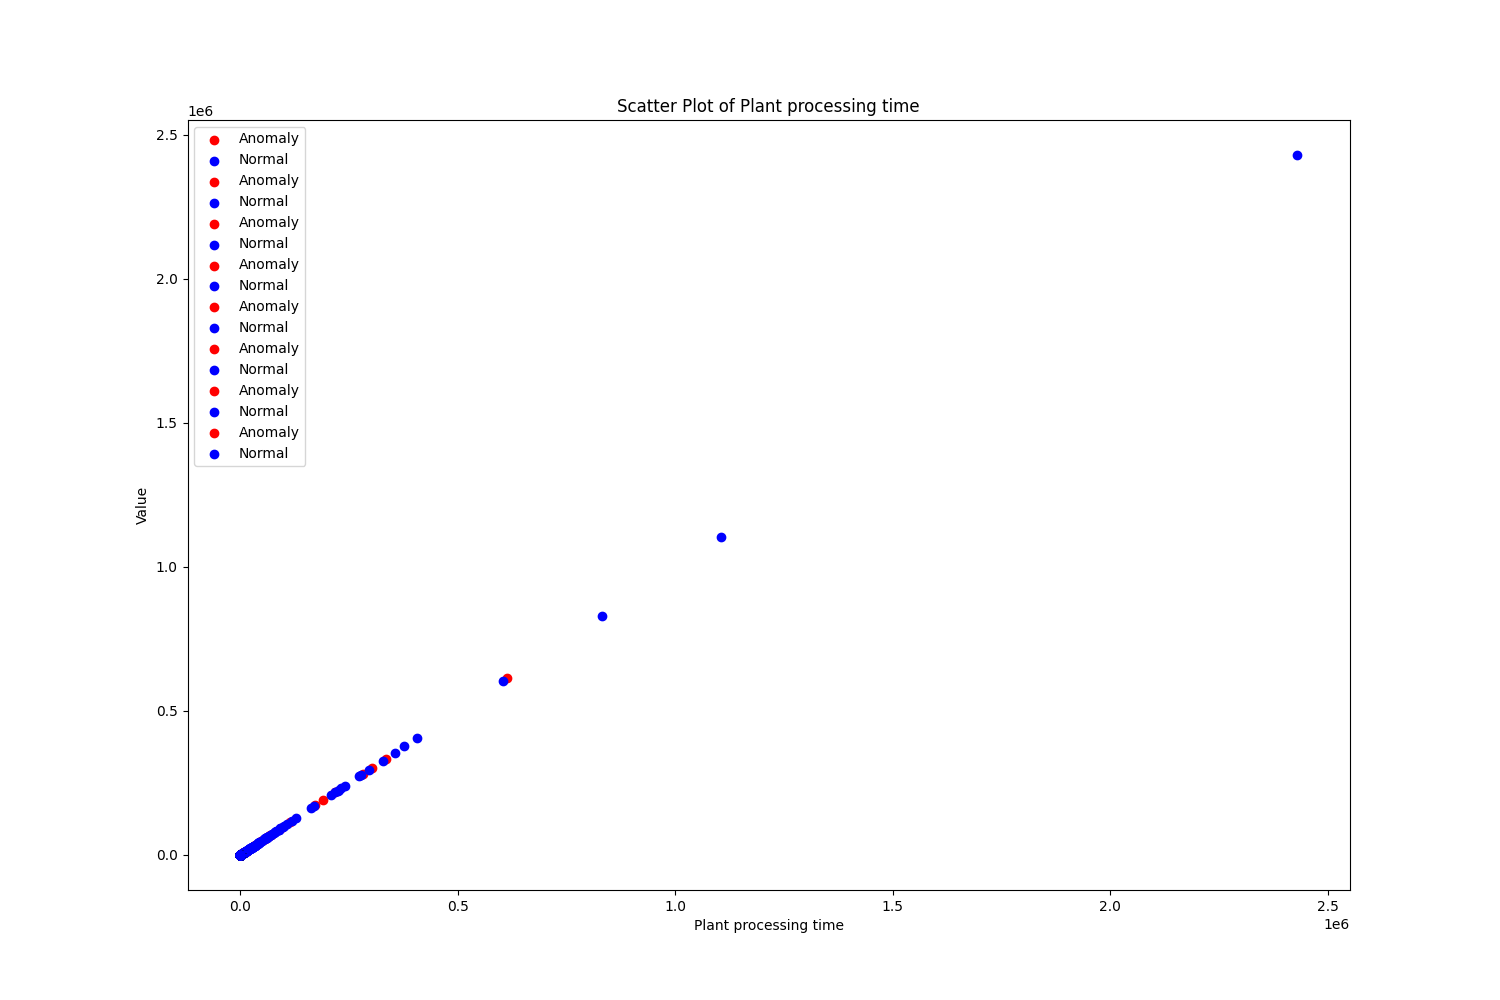 Scatter Plot of Plant processing time
1e6
2.5
2.0
1.5
1.0
0.5
0.0
Value
Anomaly
Normal
Anomaly
Normal
Anomaly
Normal
Anomaly
Normal
Anomaly
Normal
Anomaly
Normal
Anomaly
Normal
Anomaly
Normal
0.0 0.5 1.0 1.5 2.0 2.5
1e6
Plant processing time